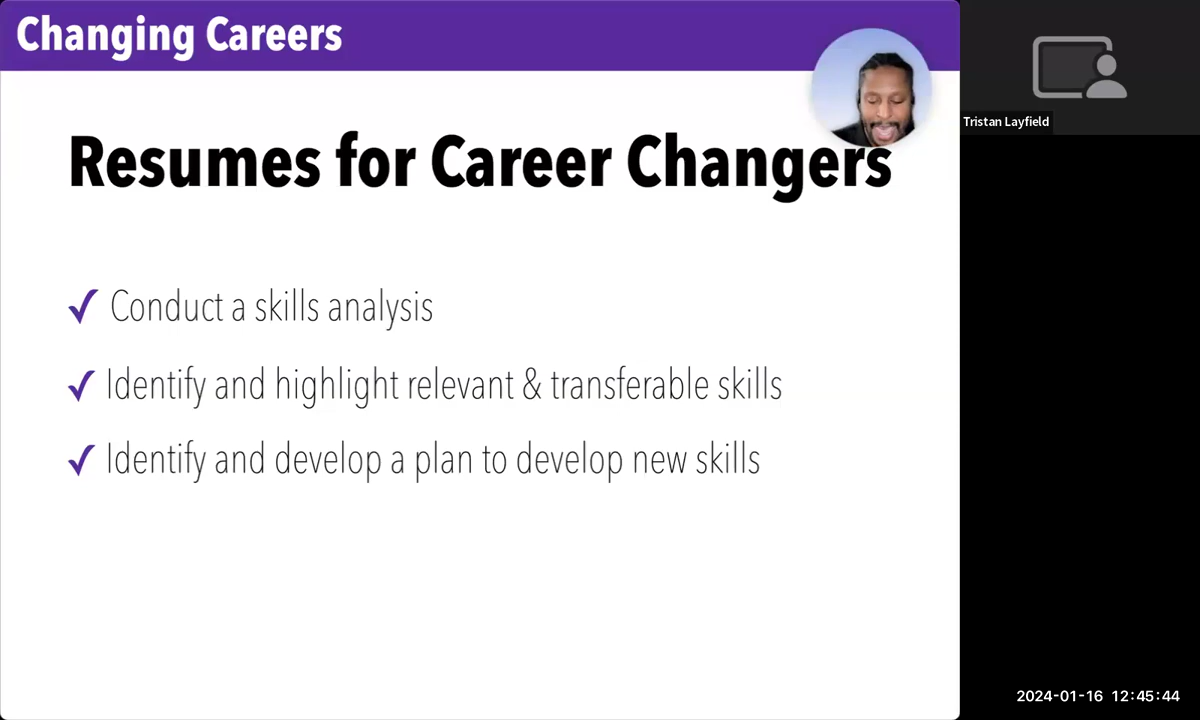 Changing Careers
Resumes for Career Changers
Conduct a skills analysis
Identify and highlight relevant & transferable skills
Identify and develop a plan to develop new skills
Tristan Layfield
2024-01-16 12:45:44